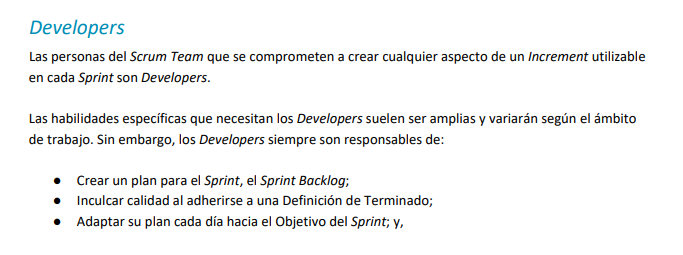 Developers
Las personas del Scrum Team que se comprometen a crear cualquier aspecto de un Increment utilizable
en cada Sprint son Developers.
Las habilidades específicas que necesitan los Developers suelen ser amplias y variarán según el ámbito
de trabajo. Sin embargo, los Developers siempre son responsables de:
● Crear un plan para el Sprint, el Sprint Backlog;
● Inculcar calidad al adherirse a una Definición de Terminado;
● Adaptar su plan cada día hacia el Objetivo del Sprint; y,